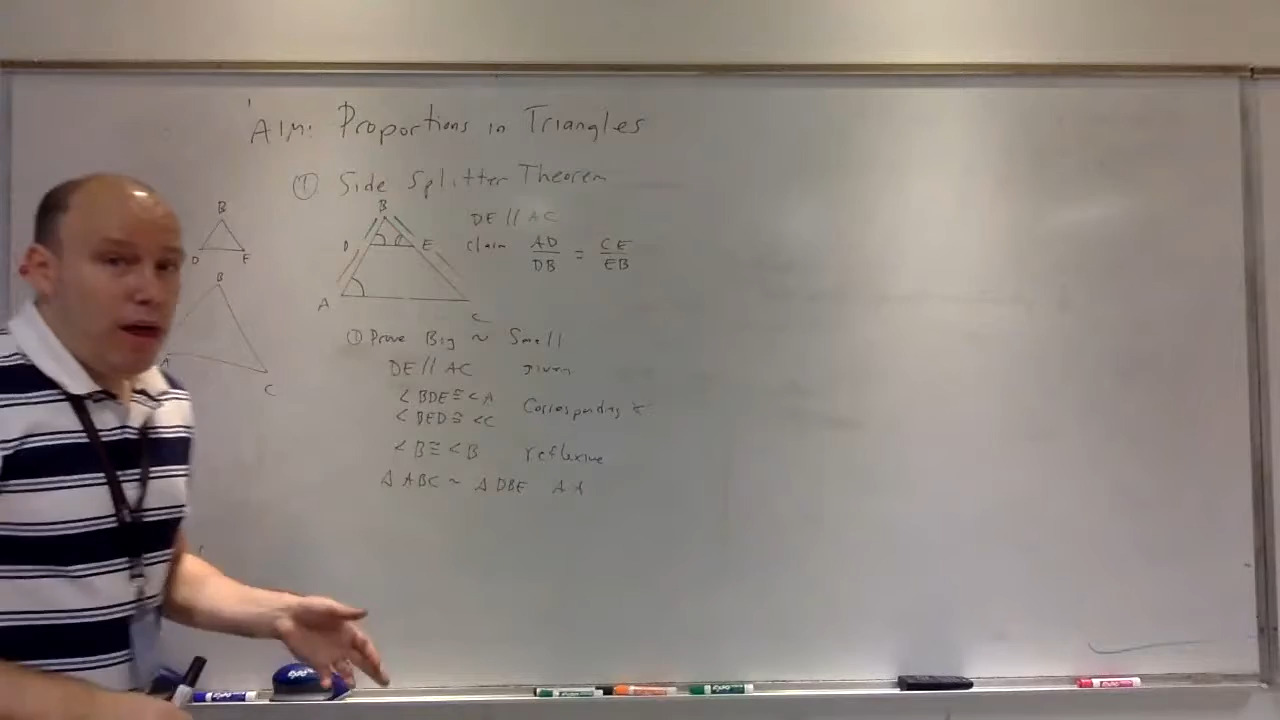 AIM: Proportions in Triangles
① Side Splitter Theorem
B
D E
A C
DE // AC
claim AD/DB = CE/EB
B
D E
B
A
C
① Prove Big ~ Small
DE // AC given
< BDE ≅ < A
< BED ≅ < C Corresponding
< B ≅ < B reflexive
Δ ABC ~ Δ DBE AA